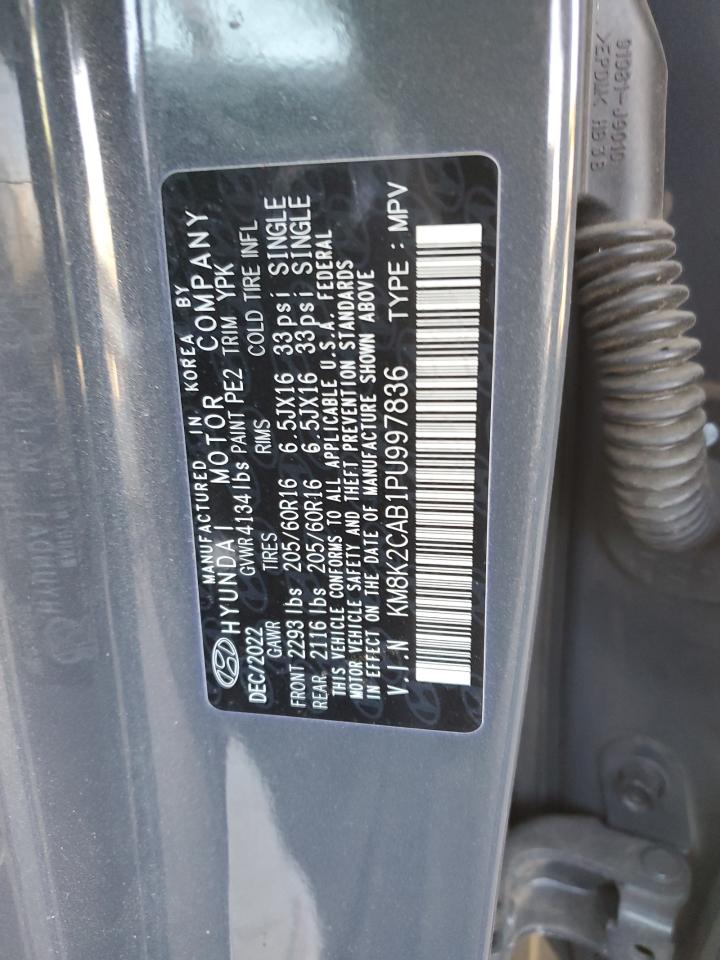 MANUFACTURED IN KOREA BY
HYUNDAI MOTOR COMPANY
DEC/2022 GVWR 4134 lbs PAINT PE2 TRIM YPK
GAWR TIRES RIMS COLD TIRE INFL
FRONT 2293 lbs 205/60R16 6.5JX16 33psi SINGLE
REAR 2116 lbs 205/60R16 6.5JX16 33psi SINGLE
THIS VEHICLE CONFORMS TO ALL APPLICABLE U.S.A. FEDERAL
MOTOR VEHICLE SAFETY AND THEFT PREVENTION STANDARDS
IN EFFECT ON THE DATE OF MANUFACTURE SHOWN ABOVE
V.I.N KM8K2CAB1PU997836 TYPE : MPV
>EPDM<